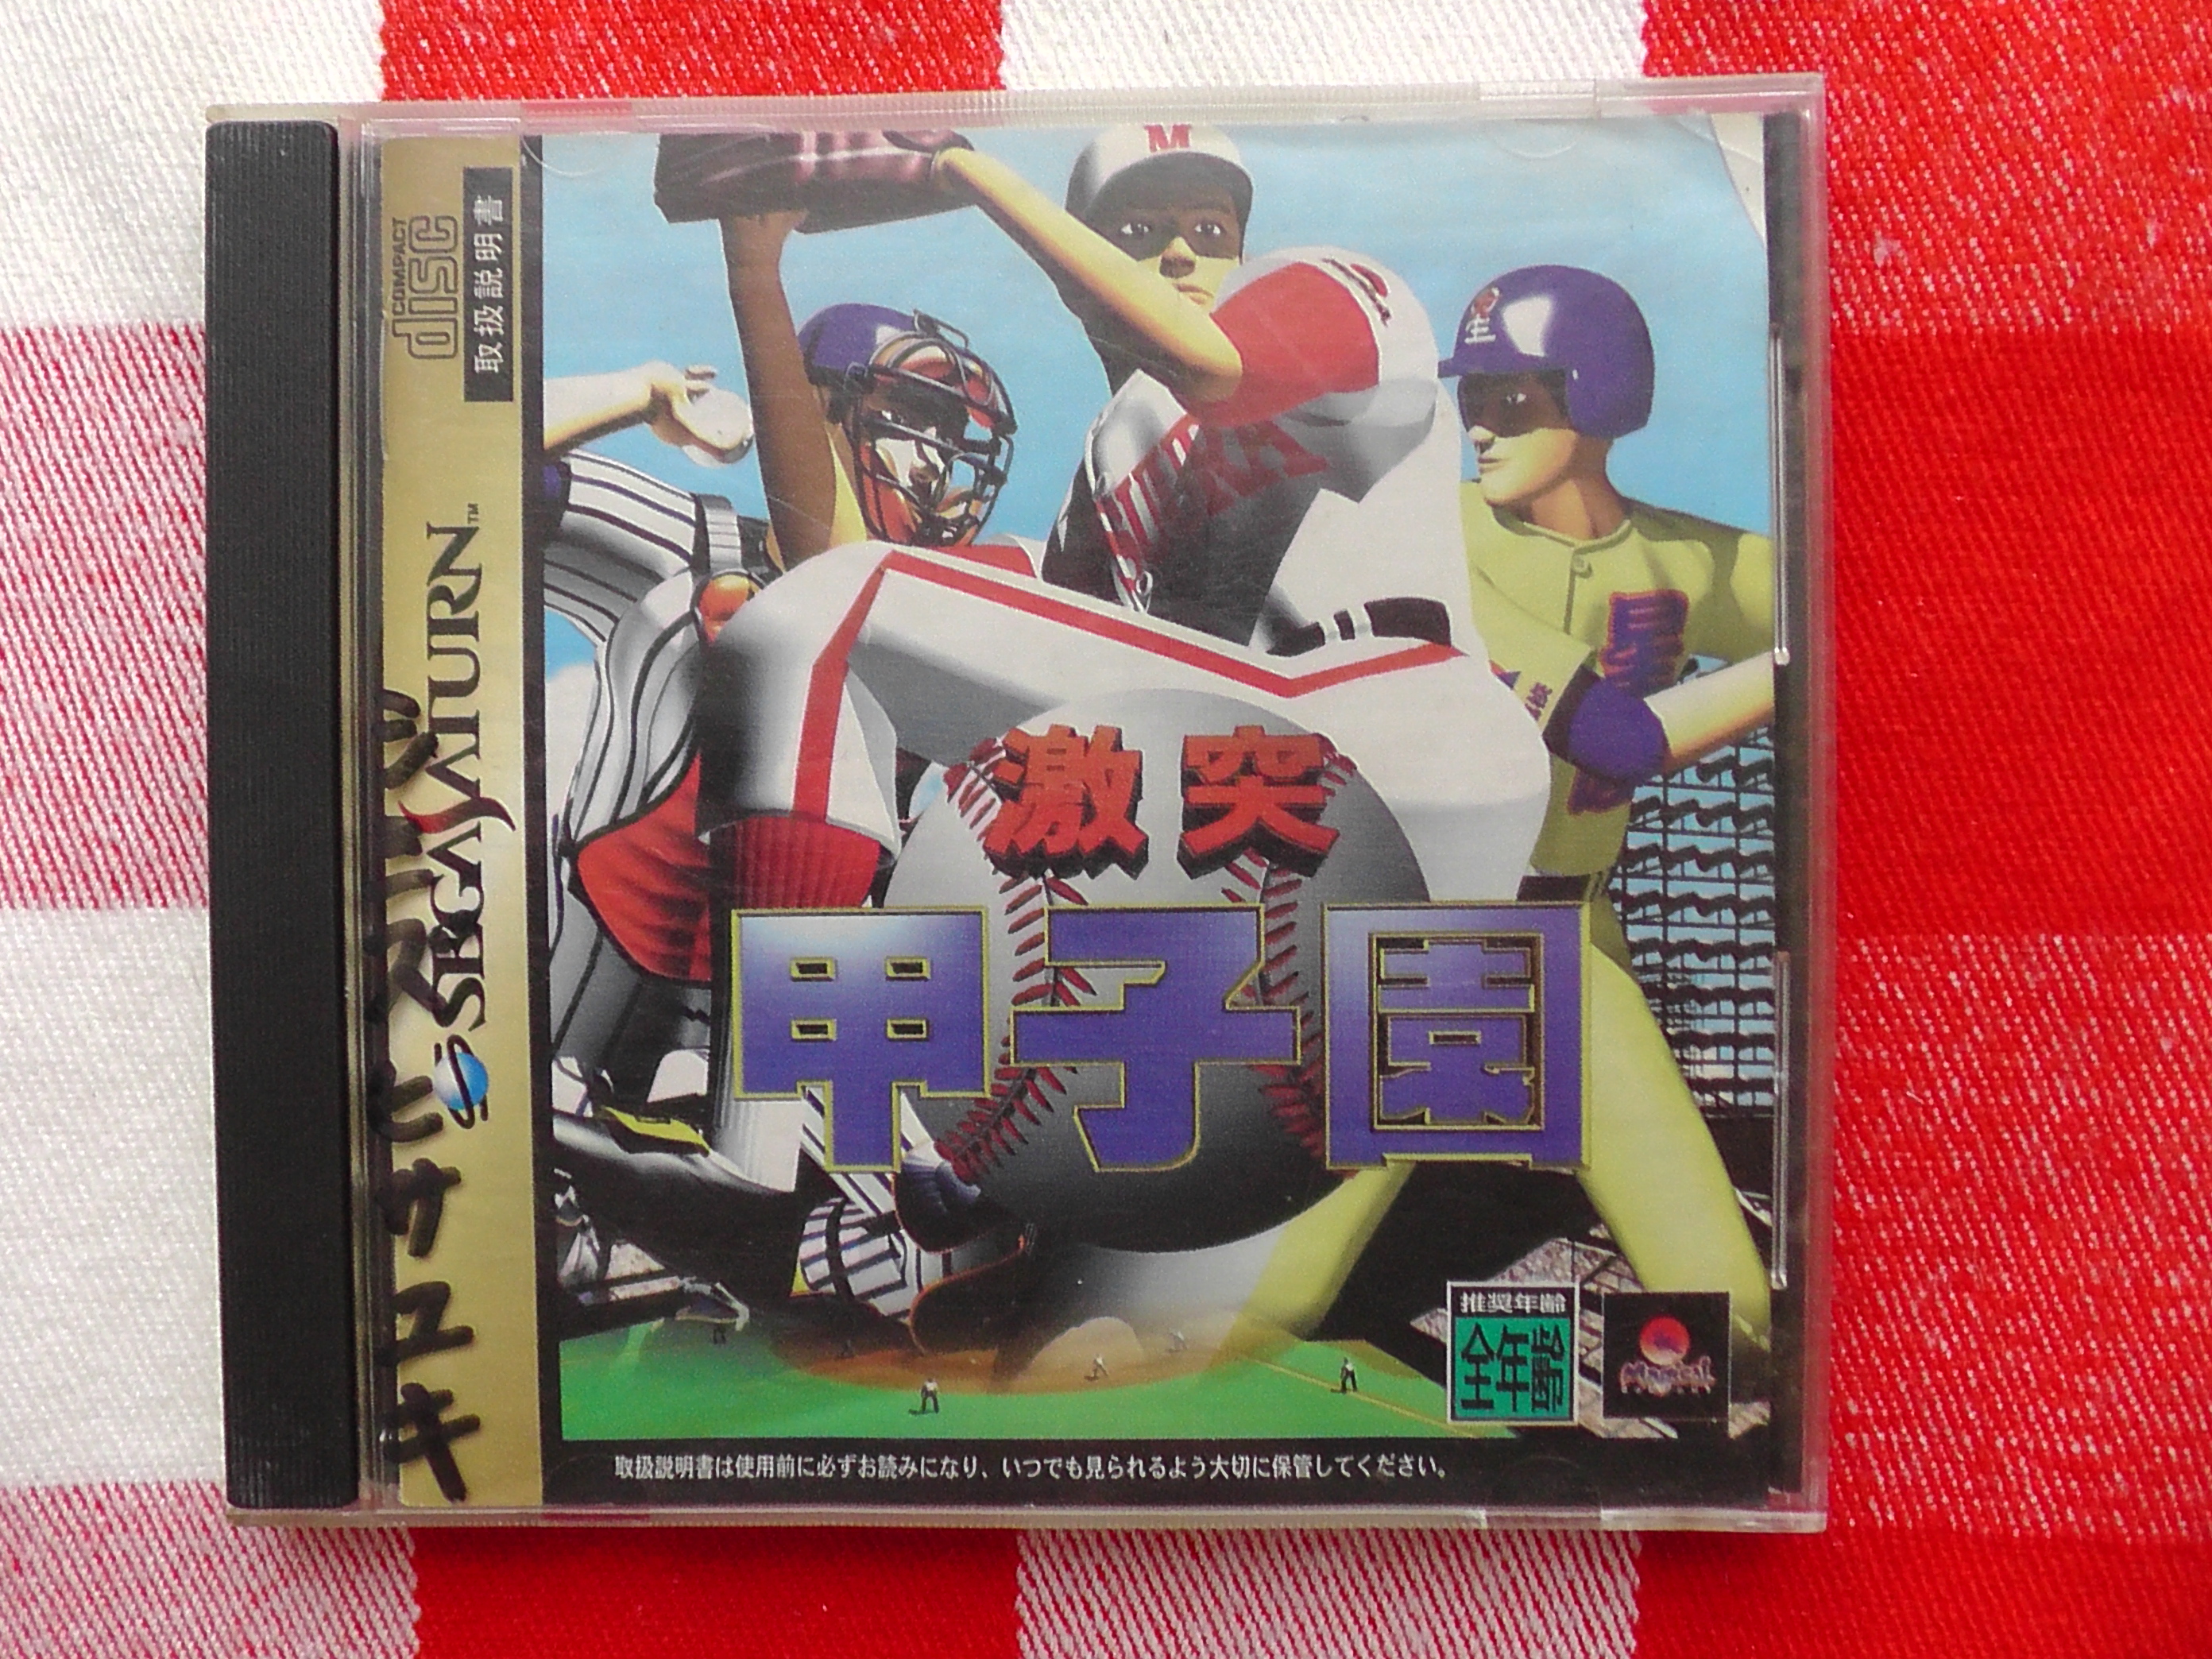 COMPACT
disc
取扱説明書
SEGA SATURN™
M
激突
甲子園
推奨年齢
全年齢
取扱説明書は使用前に必ずお読みになり、いつでも見られるよう大切に保管してください。